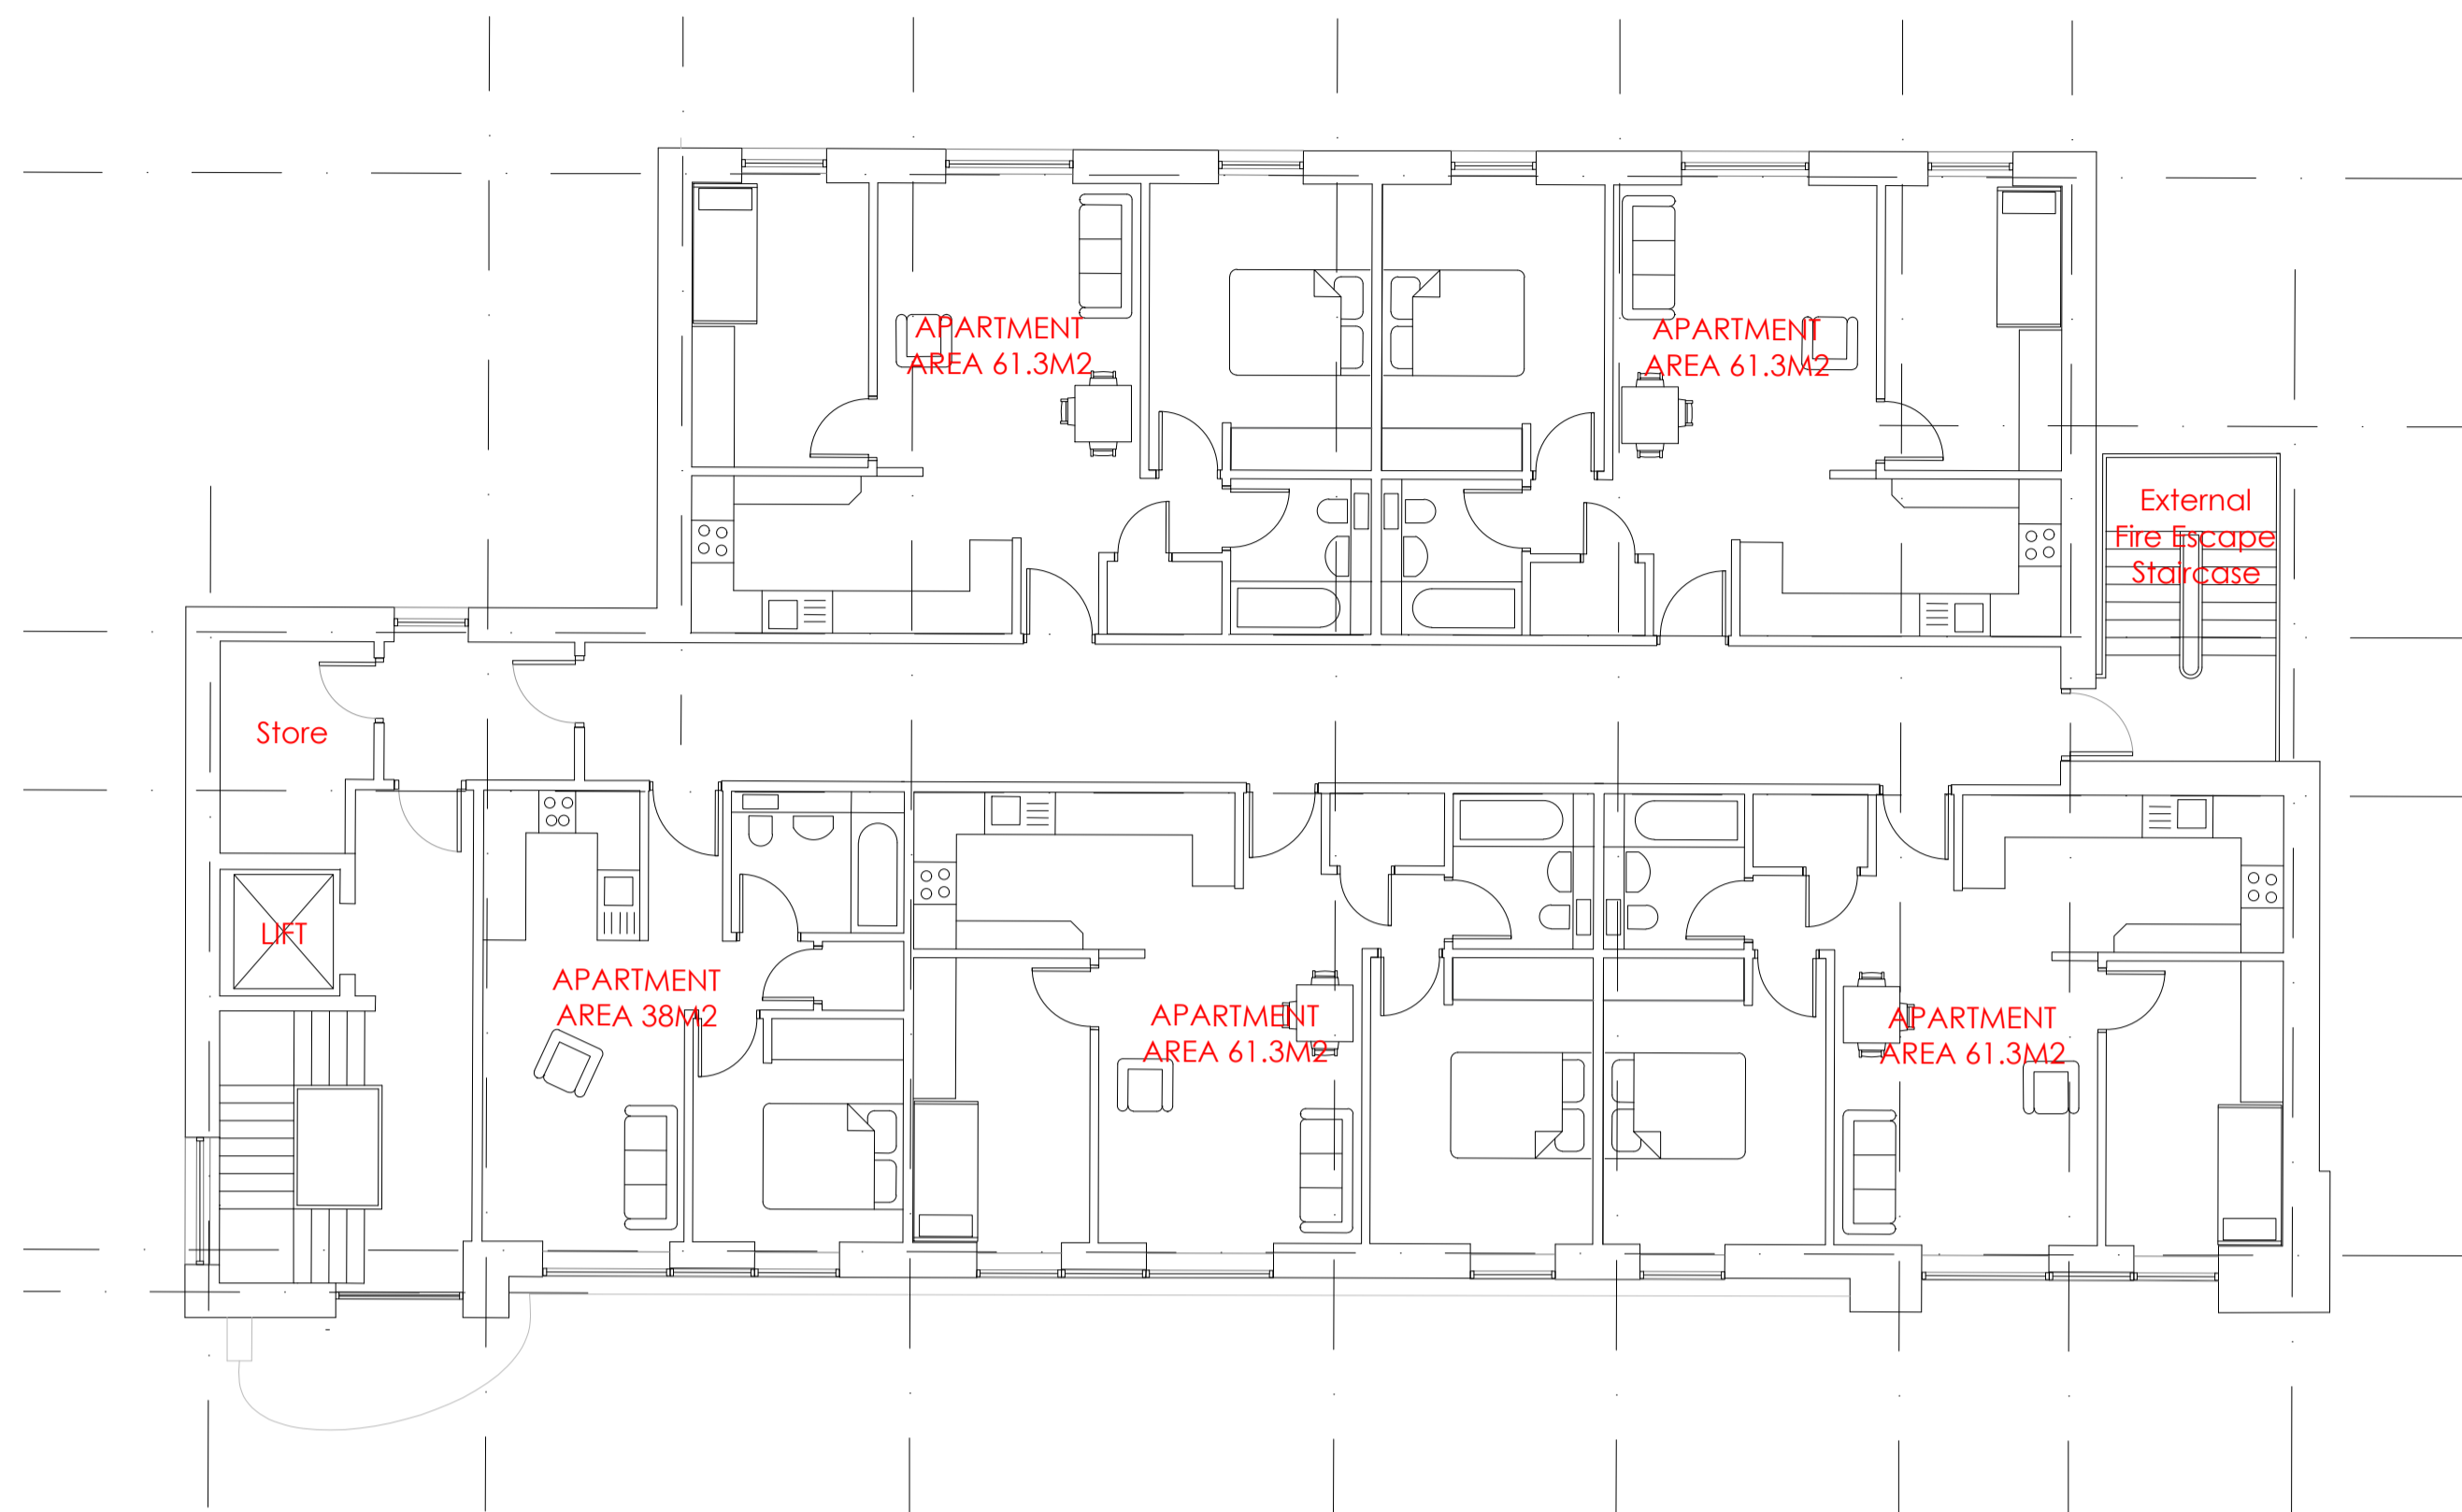 APARTMENT
AREA 61.3M2
APARTMENT
AREA 61.3M2
External
Fire Escape
Staircase
Store
LIFT
APARTMENT
AREA 38M2
APARTMENT
AREA 61.3M2
APARTMENT
AREA 61.3M2